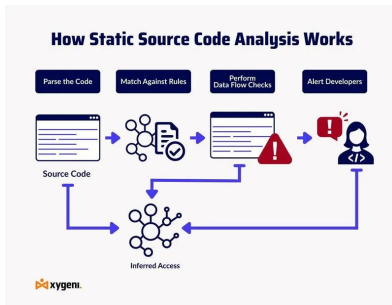 How Static Source Code Analysis Works
Parse the Code
Match Against Rules
Perform
Data Flow Checks
Alert Developers
Source Code
</>
Inferred Access
xygeni.